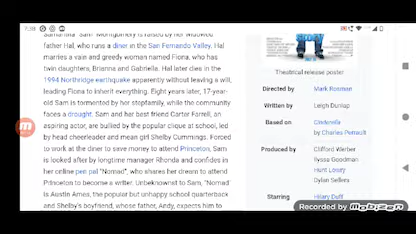 Samantha "Sam" Montgomery is raised by her widowed
father Hal, who runs a diner in the San Fernando Valley. Hal
marries a vain and greedy woman named Fiona, who has
twin daughters, Brianna and Gabriella. Hal later dies in the
1994 Northridge earthquake apparently without leaving a will,
leading Fiona to inherit everything. Eight years later, 17-year-
old Sam is tormented by her stepfamily, while the community
faces a drought. Sam and her best friend Carter Farrell, an
aspiring actor, are bullied by the popular clique at school, led
by head cheerleader and mean girl Shelby Cummings. Forced
to work at the diner to save money to attend Princeton, Sam
is looked after by longtime manager Rhonda and confides in
her online pen pal "Nomad", who shares her dream to attend
Princeton to become a writer. Unbeknownst to Sam, "Nomad"
is Austin Ames, the popular but unhappy school quarterback
and Shelby's boyfriend, whose father, Andy, expects him to
Theatrical release poster
Directed by Mark Rosman
Written by Leigh Dunlap
Based on Cinderella
by Charles Perrault
Produced by Clifford Werber
Ilyssa Goodman
Hunt Lowry
Dylan Sellers
Starring Hilary Duff
Recorded by Mobizen